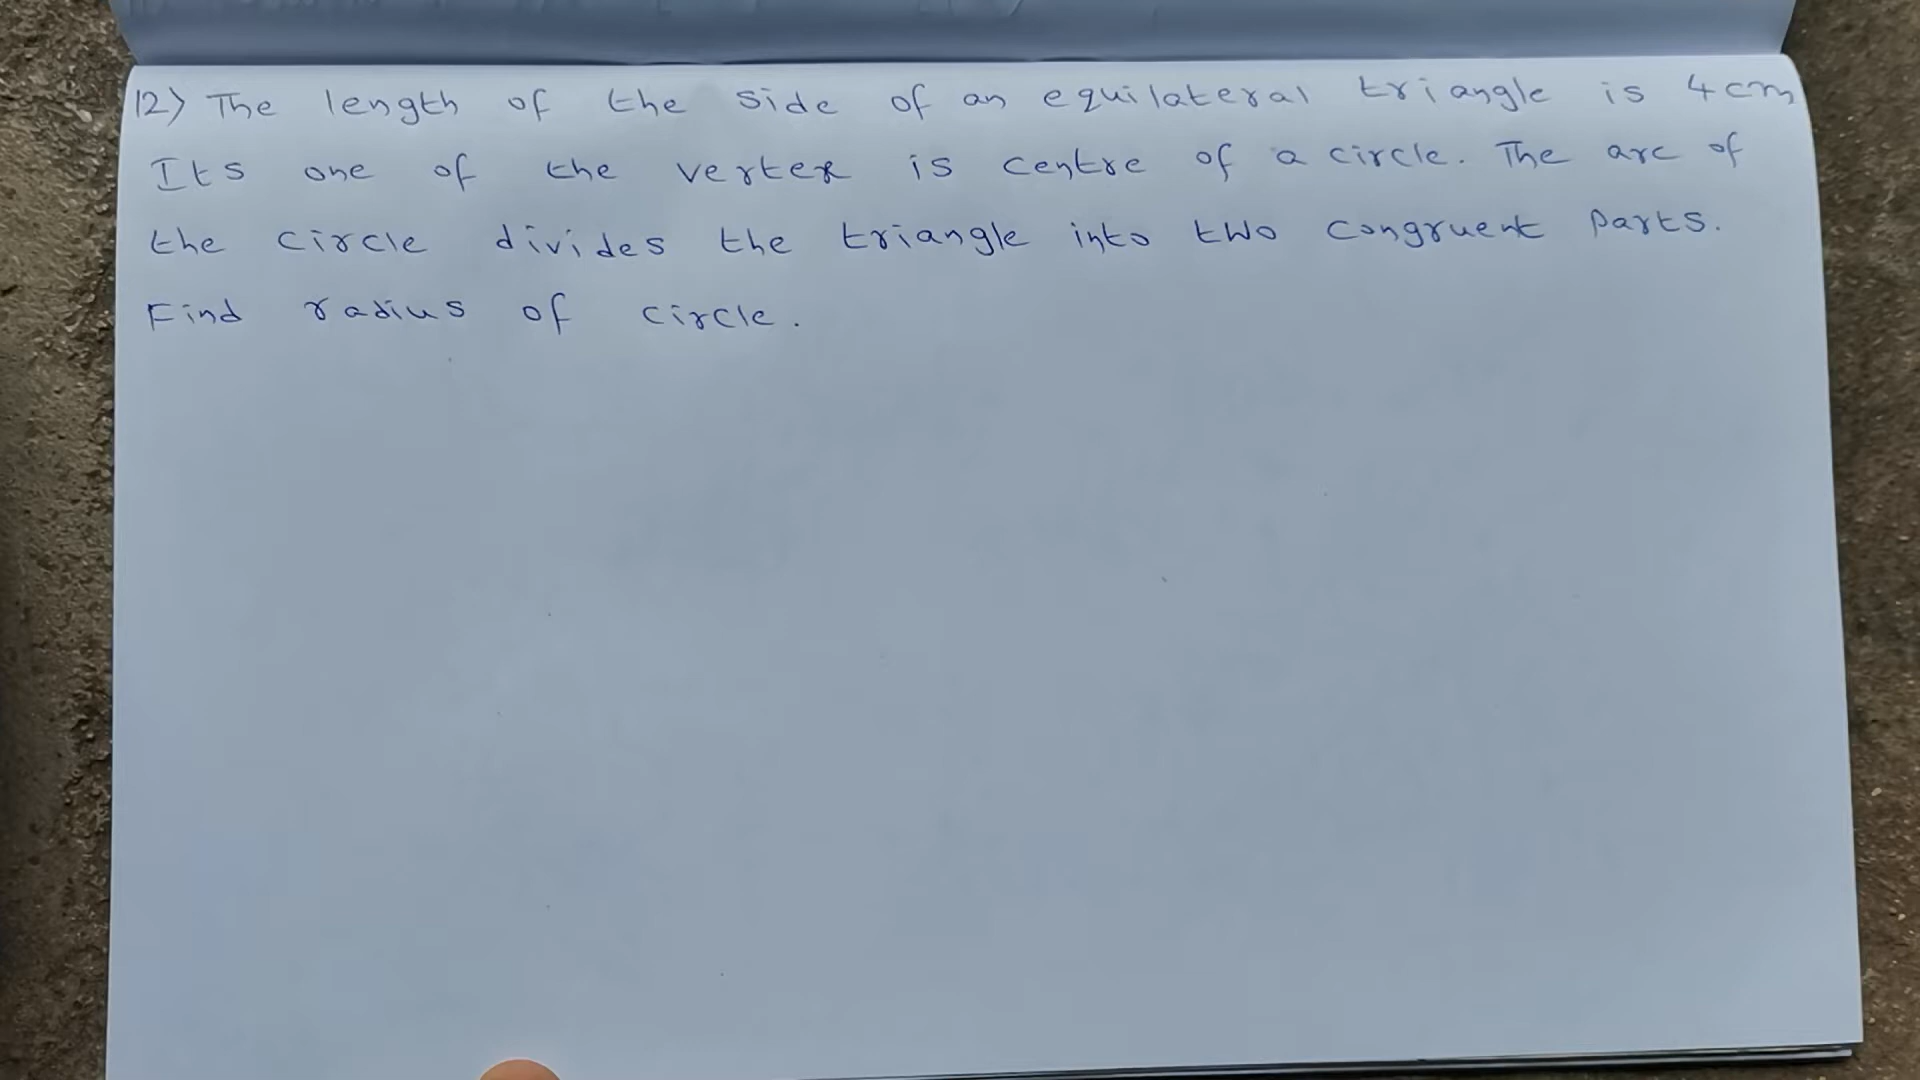 12) The length of the side of an equilateral triangle is 4cm
Its one of the vertex is centre of a circle. The arc of
the circle divides the triangle into two congruent parts.
Find radius of circle.